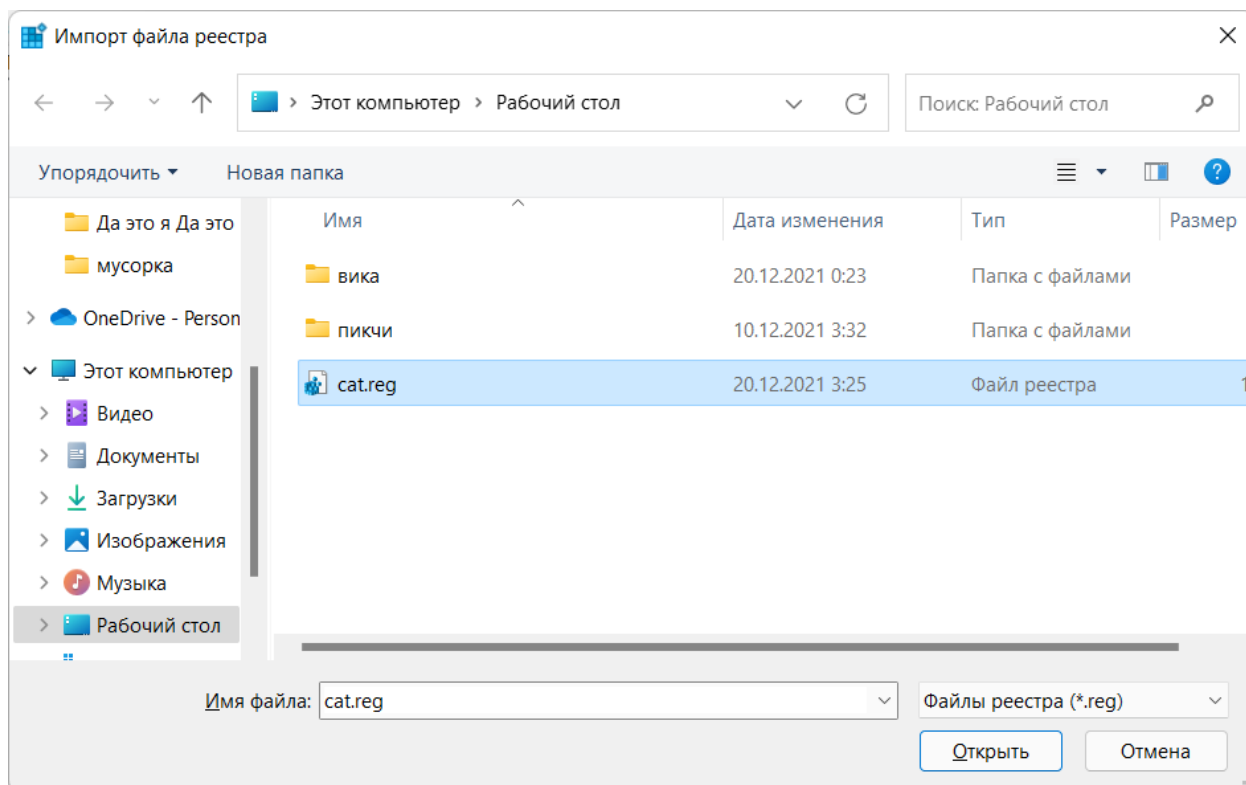 Импорт файла реестра
Этот компьютер › Рабочий стол
Поиск: Рабочий стол
Упорядочить
Новая папка
?
Да это я Да это
мусорка
OneDrive - Person
Этот компьютер
Видео
Документы
Загрузки
Изображения
Музыка
Рабочий стол
Имя Дата изменения Тип Размер
вика 20.12.2021 0:23 Папка с файлами
пикчи 10.12.2021 3:32 Папка с файлами
cat.reg 20.12.2021 3:25 Файл реестра 1
Имя файла: cat.reg
Файлы реестра (*.reg)
Открыть
Отмена